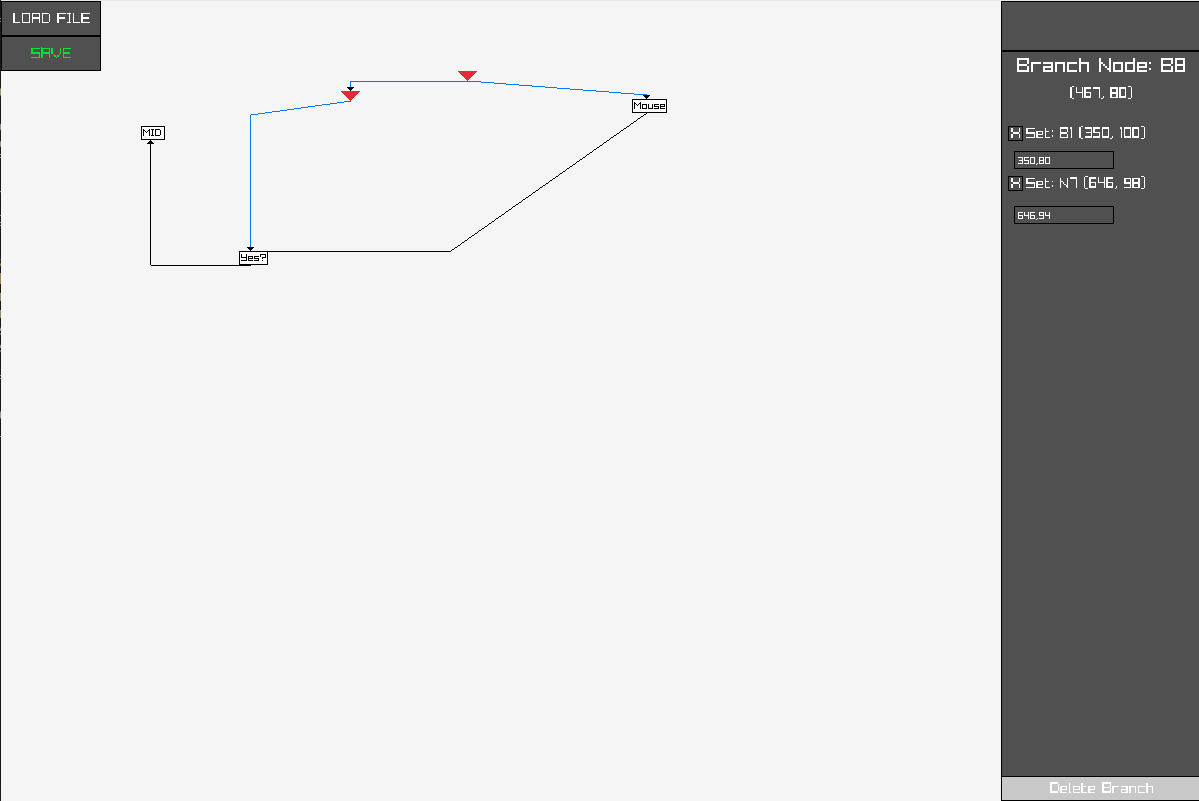 LOAD FILE
SAVE
MID
Yes?
Mouse
Branch Node: B8
(467, 80)
X Set: B1 (350, 100)
350,80
X Set: N7 (646, 98)
646,94
Delete Branch